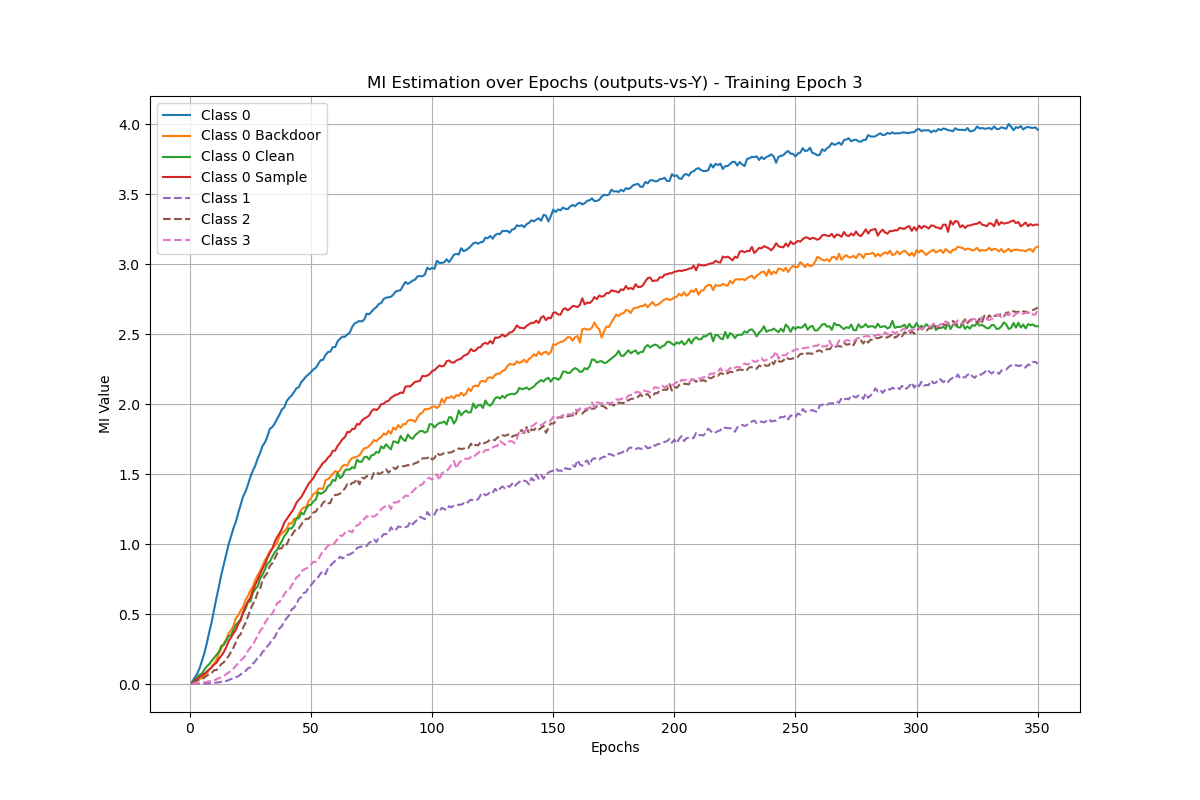 MI Estimation over Epochs (outputs-vs-Y) - Training Epoch 3
Class 0
Class 0 Backdoor
Class 0 Clean
Class 0 Sample
Class 1
Class 2
Class 3
4.0
3.5
3.0
2.5
2.0
1.5
1.0
0.5
0.0
MI Value
0 50 100 150 200 250 300 350
Epochs